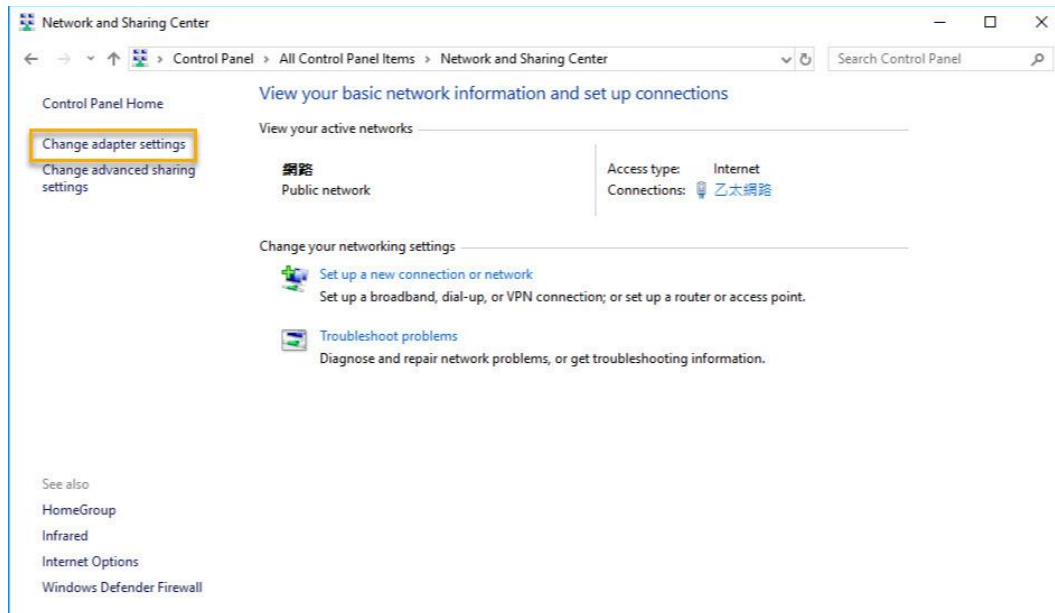 Network and Sharing Center
Control Panel > All Control Panel Items > Network and Sharing Center
Search Control Panel
Control Panel Home
Change adapter settings
Change advanced sharing
settings
View your basic network information and set up connections
View your active networks
網路
Public network
Access type: Internet
Connections: 乙太網路
Change your networking settings
Set up a new connection or network
Set up a broadband, dial-up, or VPN connection; or set up a router or access point.
Troubleshoot problems
Diagnose and repair network problems, or get troubleshooting information.
See also
HomeGroup
Infrared
Internet Options
Windows Defender Firewall